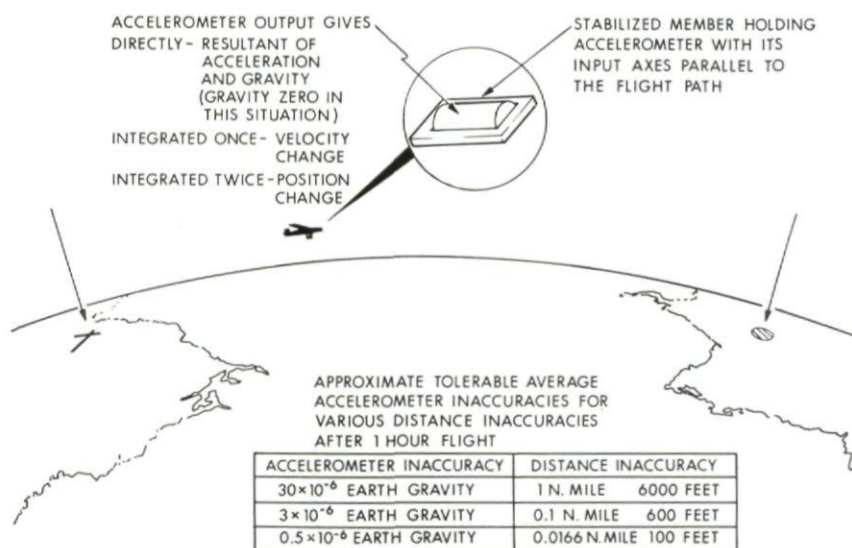 ACCELEROMETER OUTPUT GIVES
DIRECTLY- RESULTANT OF
ACCELERATION
AND GRAVITY
(GRAVITY ZERO IN
THIS SITUATION)
INTEGRATED ONCE- VELOCITY
CHANGE
INTEGRATED TWICE-POSITION
CHANGE
STABILIZED MEMBER HOLDING
ACCELEROMETER WITH ITS
INPUT AXES PARALLEL TO
THE FLIGHT PATH
APPROXIMATE TOLERABLE AVERAGE
ACCELEROMETER INACCURACIES FOR
VARIOUS DISTANCE INACCURACIES
AFTER 1 HOUR FLIGHT
ACCELEROMETER INACCURACY DISTANCE INACCURACY
30×10⁻⁶ EARTH GRAVITY 1 N. MILE 6000 FEET
3×10⁻⁶ EARTH GRAVITY 0.1 N. MILE 600 FEET
0.5×10⁻⁶ EARTH GRAVITY 0.0166 N.MILE 100 FEET